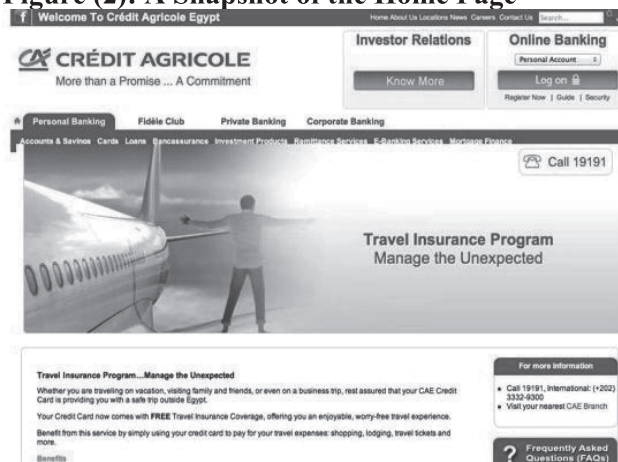 Figure (2): A Snapshot of the Home Page
f Welcome To Crédit Agricole Egypt
Home About Us Locations News Careers Contact Us Search...
CRÉDIT AGRICOLE
More than a Promise ... A Commitment
Investor Relations
Know More
Online Banking
Personal Account
Log on
Register Now | Guide | Security
Personal Banking Fidèle Club Private Banking Corporate Banking
Accounts & Savings Cards Loans Bancassurance Investment Products Remittance Services E-Banking Services Mortgage Finance
Call 19191
Travel Insurance Program
Manage the Unexpected
Travel Insurance Program...Manage the Unexpected
Whether you are traveling on vacation, visiting family and friends, or even on a business trip, rest assured that your CAE Credit
Card is providing you with a safe trip outside Egypt.
Your Credit Card now comes with FREE Travel Insurance Coverage, offering you an enjoyable, worry-free travel experience.
Benefit from this service by simply using your credit card to pay for your travel expenses: shopping, lodging, travel tickets and
more.
Benefits
For more information
• Call 19191, International: (+202)
3332-9300
• Visit your nearest CAE Branch
? Frequently Asked
Questions (FAQs)